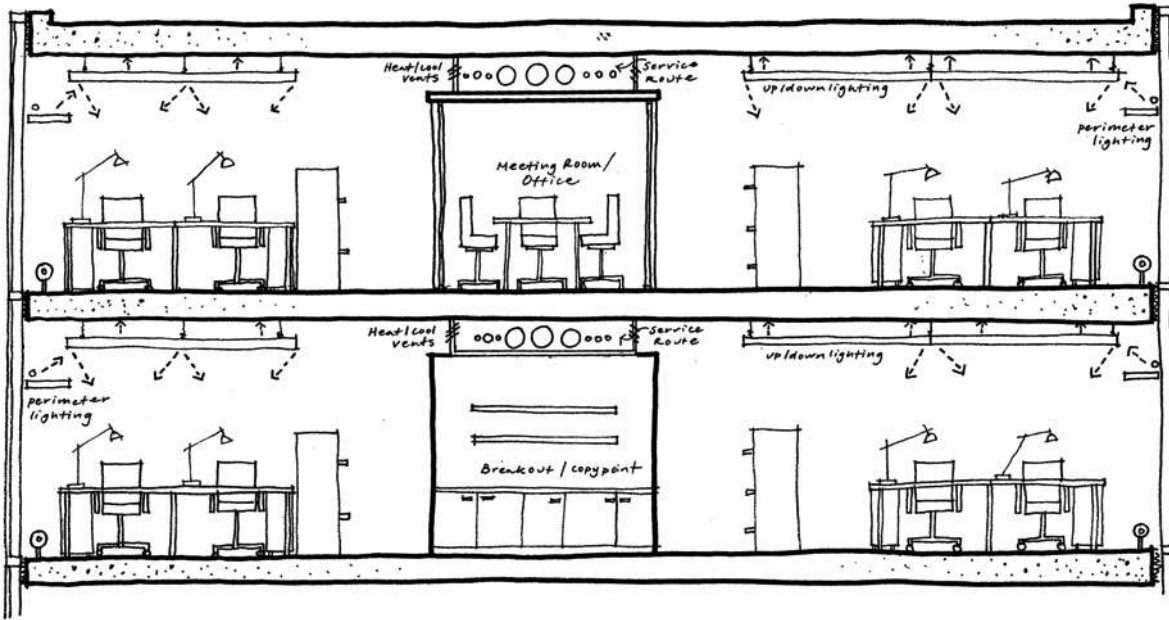 Heat/cool
vents
Service
Route
up/down lighting
perimeter
lighting
Meeting Room/
Office
Heat/cool
vents
Service
Route
up/down lighting
perimeter
lighting
Breakout / copypoint